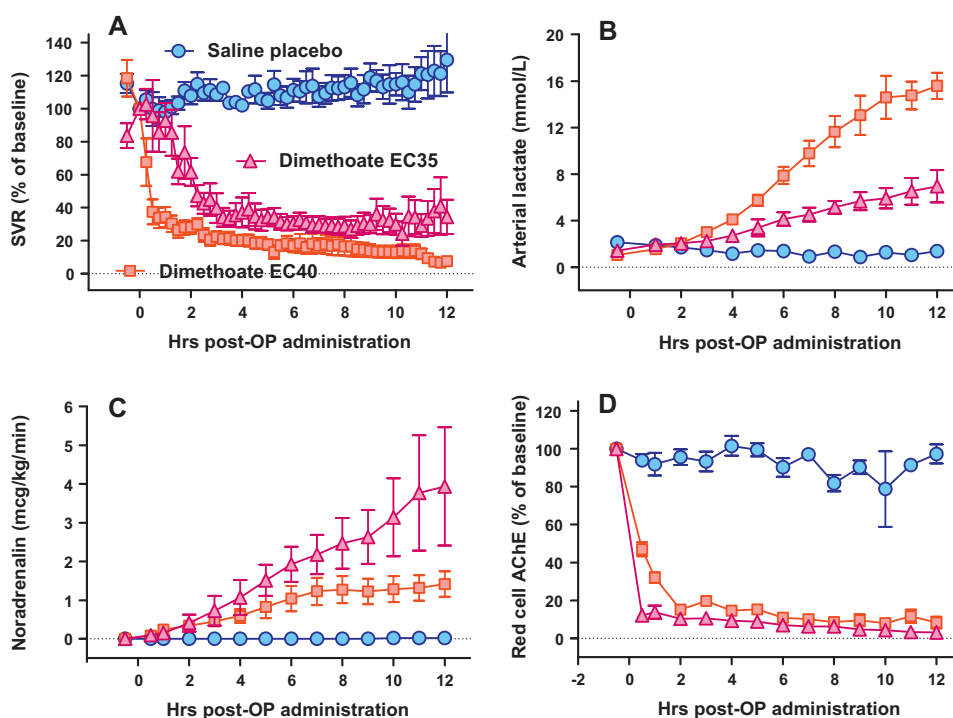 A
Saline placebo
Dimethoate EC35
Dimethoate EC40
SVR (% of baseline)
140
120
100
80
60
40
20
0
0 2 4 6 8 10 12
Hrs post-OP administration
B
Arterial lactate (mmol/L)
20
16
12
8
4
0
0 2 4 6 8 10 12
Hrs post-OP administration
C
Noradrenalin (mcg/kg/min)
6
5
4
3
2
1
0
0 2 4 6 8 10 12
Hrs post-OP administration
D
Red cell AChE (% of baseline)
120
100
80
60
40
20
0
-2 0 2 4 6 8 10 12
Hrs post-OP administration